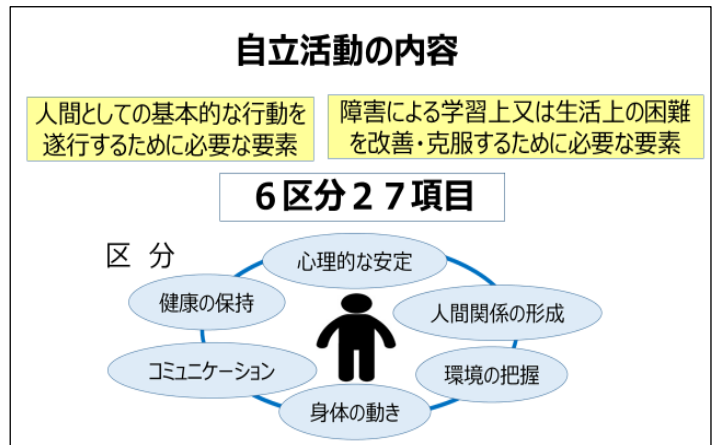 自立活動の内容
人間としての基本的な行動を
遂行するために必要な要素
障害による学習上又は生活上の困難
を改善・克服するために必要な要素
6区分27項目
区 分
心理的な安定
健康の保持
人間関係の形成
コミュニケーション
環境の把握
身体の動き